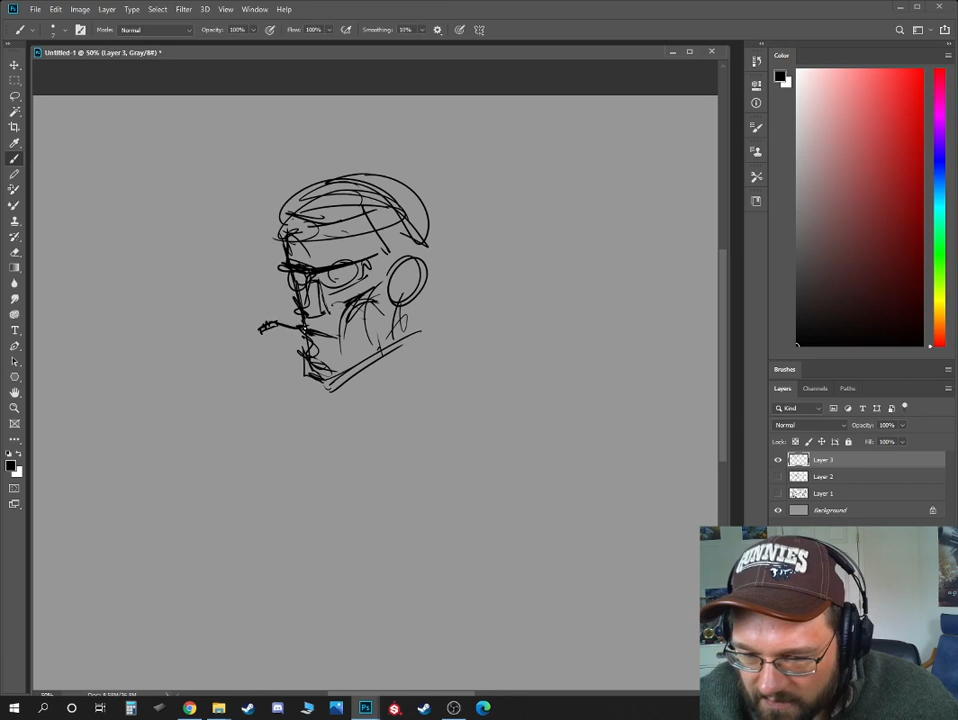 File Edit Image Layer Type Select Filter 3D View Window Help
Mode: Normal Opacity: 100% Flow: 100% Smoothing: 10%
7
Untitled-1 @ 50% (Layer 3, Gray/8#) *
Color
Brushes
Layers Channels Paths
Kind
Normal Opacity: 100%
Lock: Fill: 100%
Layer 3
Layer 2
Layer 1
Background
GUNNIES